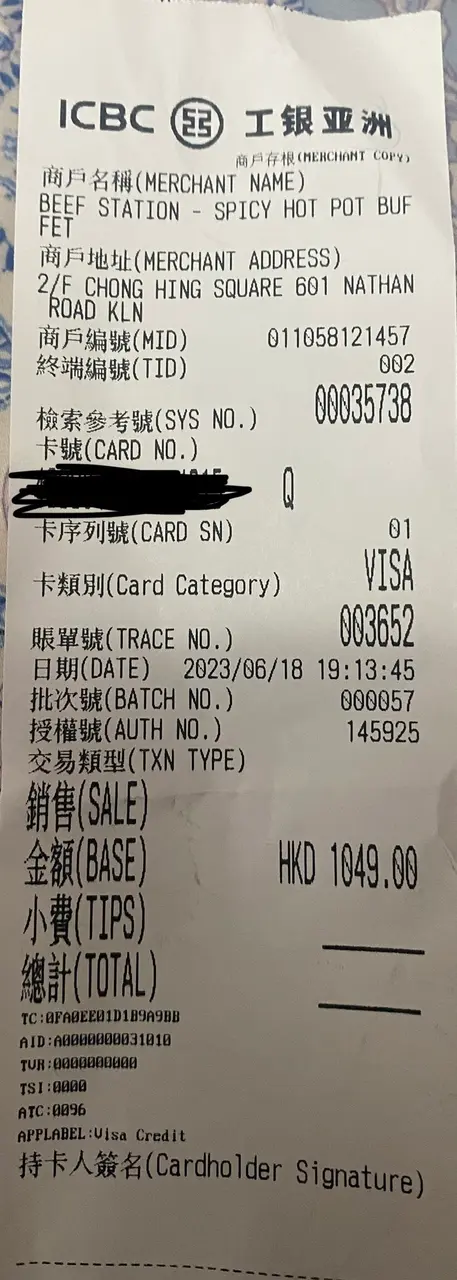 ICBC 工银亚洲
商戶存根(MERCHANT COPY)
商戶名稱(MERCHANT NAME)
BEEF STATION - SPICY HOT POT BUF
FET
商戶地址(MERCHANT ADDRESS)
2/F CHONG HING SQUARE 601 NATHAN
ROAD KLN
商戶編號(MID) 011058121457
終端編號(TID) 002
檢索參考號(SYS NO.) 00035738
卡號(CARD NO.)
Q
卡序列號(CARD SN) 01
卡類別(Card Category) VISA
賬單號(TRACE NO.) 003652
日期(DATE) 2023/06/18 19:13:45
批次號(BATCH NO.) 000057
授權號(AUTH NO.) 145925
交易類型(TXN TYPE)
銷售(SALE)
金額(BASE) HKD 1049.00
小費(TIPS)
總計(TOTAL)
TC:0FA0EE01D1B9A9BB
AID:A0000000031010
TVR:0000000000
TSI:0000
ATC:0096
APPLABEL:Visa Credit
持卡人簽名(Cardholder Signature)